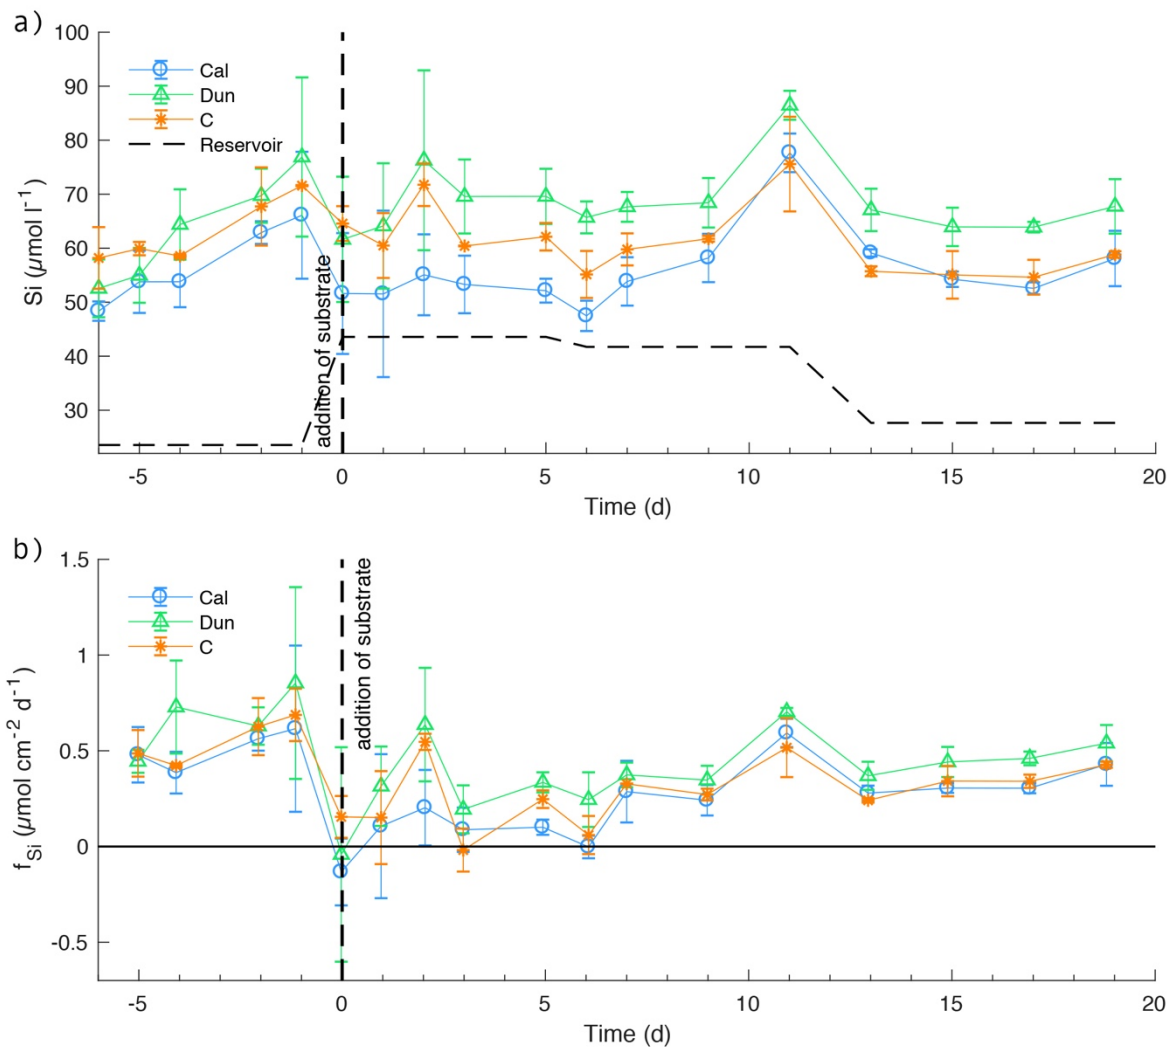 a)
Si (μmol l⁻¹)
100
90
80
70
60
50
40
30
Cal
Dun
C
Reservoir
addition of substrate
-5
0
5
10
15
20
Time (d)
b)
f_Si (μmol cm⁻² d⁻¹)
1.5
1
0.5
0
-0.5
Cal
Dun
C
addition of substrate
-5
0
5
10
15
20
Time (d)